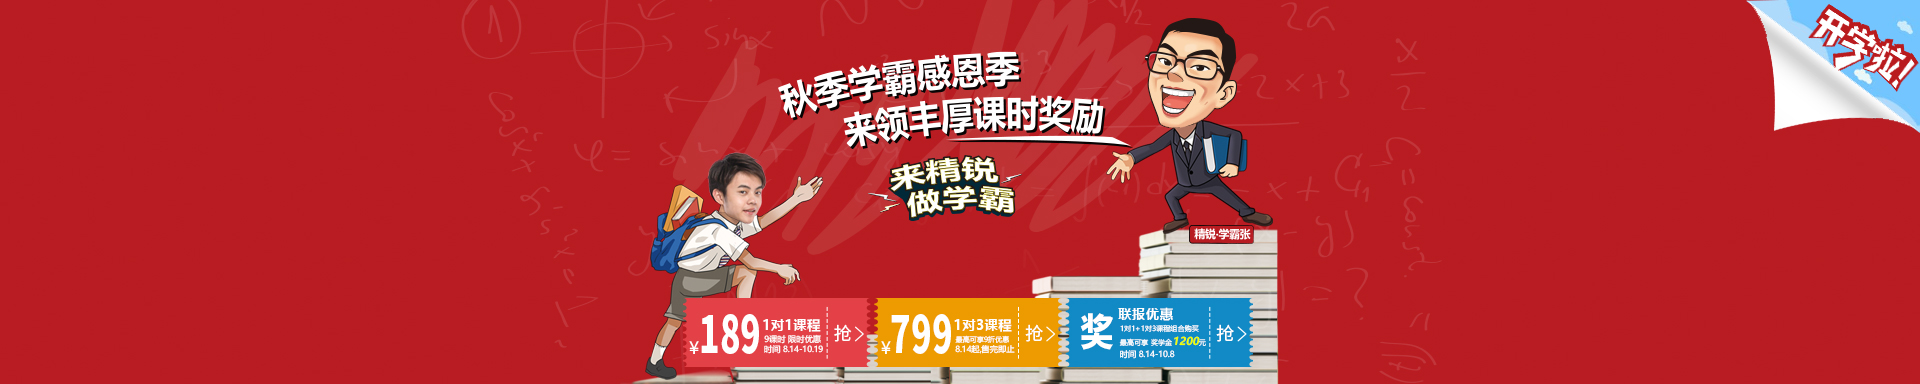 开学啦!
秋季学霸感恩季
来领丰厚课时奖励
来精锐
做学霸
精锐·学霸张
¥189
1对1课程
9课时 限时优惠
时间 8.14-10.19
抢
¥799
1对3课程
最高可享9折优惠
8.14起,售完即止
抢
奖
联报优惠
1对1+1对3课程组合购买
最高可享 奖学金1200元
时间 8.14-10.8
抢
sinx
2a
2x+3
x
2
= ?